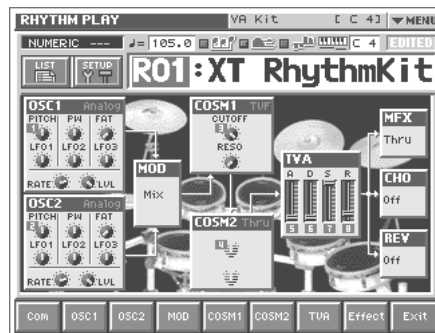 RHYTHM PLAY VA Kit [ C 4] ▼MENU
NUMERIC --- ♩= 105.0 C 4 EDITED
LIST SETUP R01:XT RhythmKit
OSC1 Analog
PITCH PW FAT
1
LFO1 LFO2 LFO3
RATE LVL
OSC2 Analog
PITCH PW FAT
2
LFO1 LFO2 LFO3
RATE LVL
MOD
Mix
COSM1 TVF
CUTOFF
3
RESO
COSM2 Thru
4
TVA
A D S R
5 6 7 8
MFX
Thru
CHO
Off
REV
Off
Com OSC1 OSC2 MOD COSM1 COSM2 TVA Effect Exit